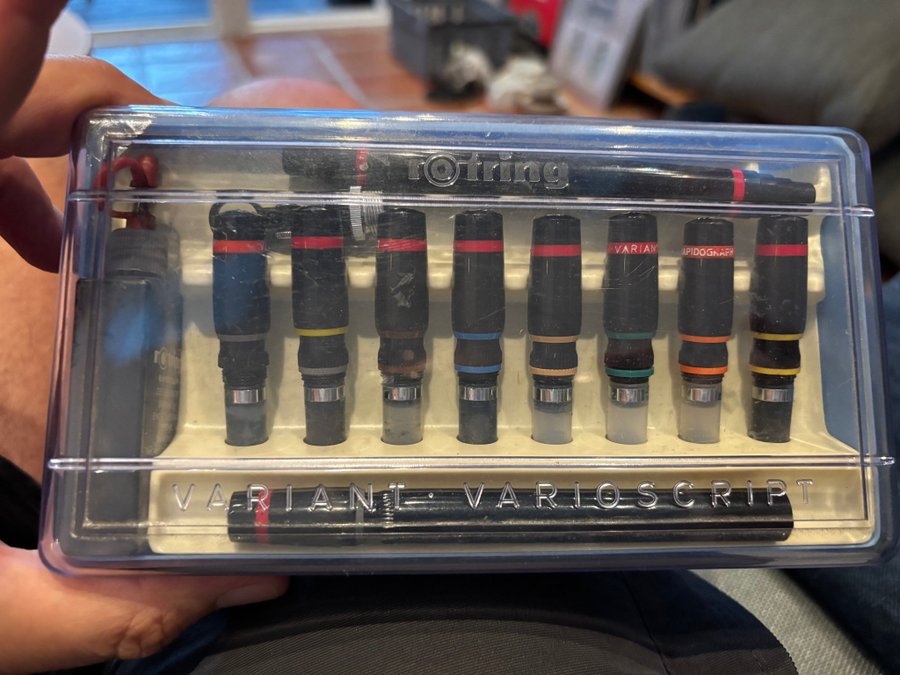 rotring
VARIANT
RAPIDOGRAPH
VARIANT · VARIOSCRIPT